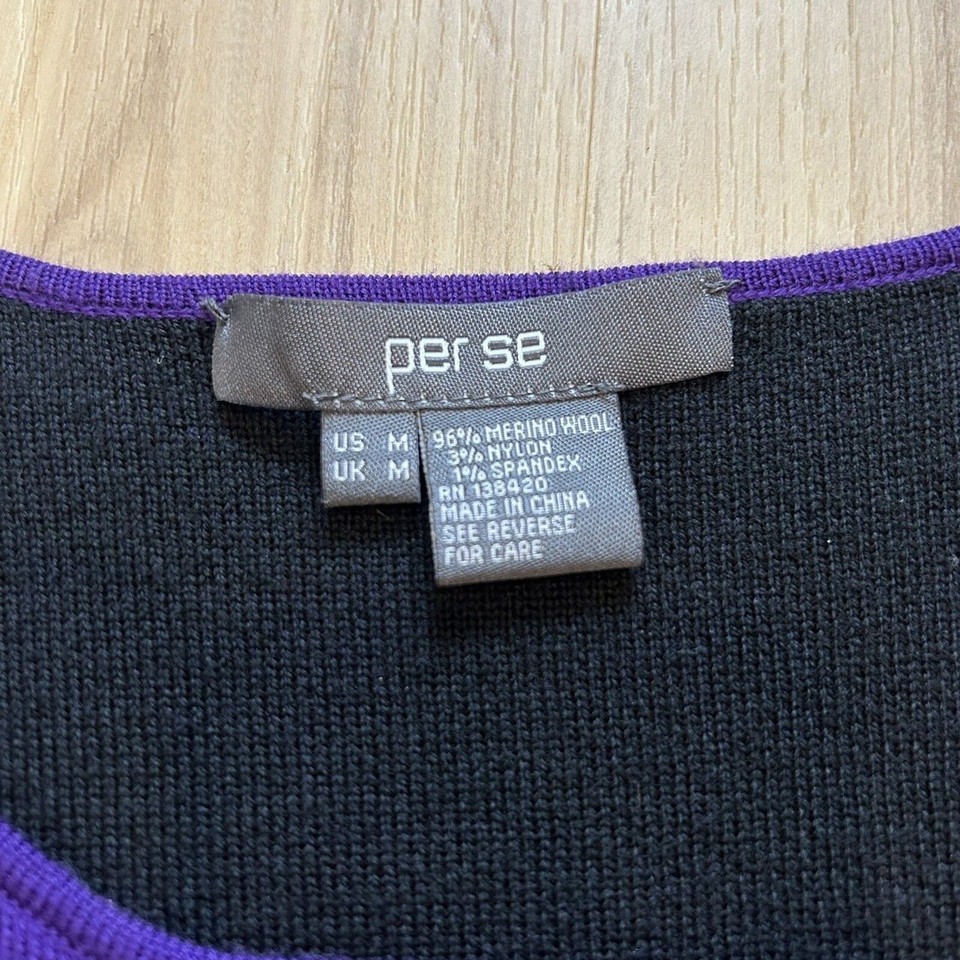 per se
US M
UK M
96% MERINO WOOL
3% NYLON
1% SPANDEX
RN 138420
MADE IN CHINA
SEE REVERSE
FOR CARE